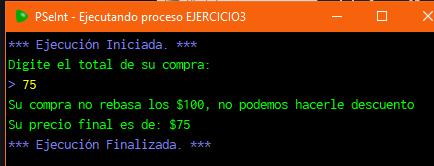 PSeInt - Ejecutando proceso EJERCICIO3
*** Ejecución Iniciada. ***
Digite el total de su compra:
> 75
Su compra no rebasa los $100, no podemos hacerle descuento
Su precio final es de: $75
*** Ejecución Finalizada. ***